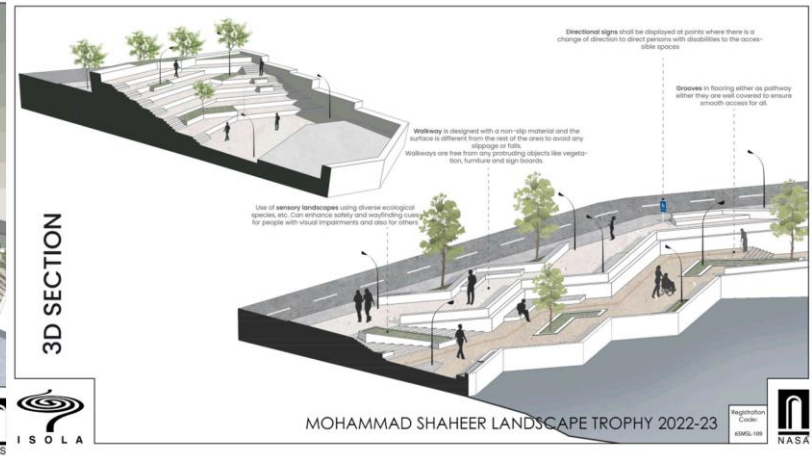 Directional signs shall be displayed at points where there is a
change of direction to direct persons with disabilities to the acces-
sible spaces
Grooves in flooring either as pathway
either they are well covered to ensure
smooth access for all.
Walkway is designed with a non-slip material and the
surface is different from the rest of the area to avoid any
slippage or falls.
Walkways are free from any protruding objects like vegeta-
tion, furniture and sign boards.
Use of sensory landscapes using diverse ecological
species, etc. Can enhance safety and wayfinding cues
for people with visual impairments and also for others
3D SECTION
ISOLA
MOHAMMAD SHAHEER LANDSCAPE TROPHY 2022-23
Registration
Code:
65MSL-109
NASA